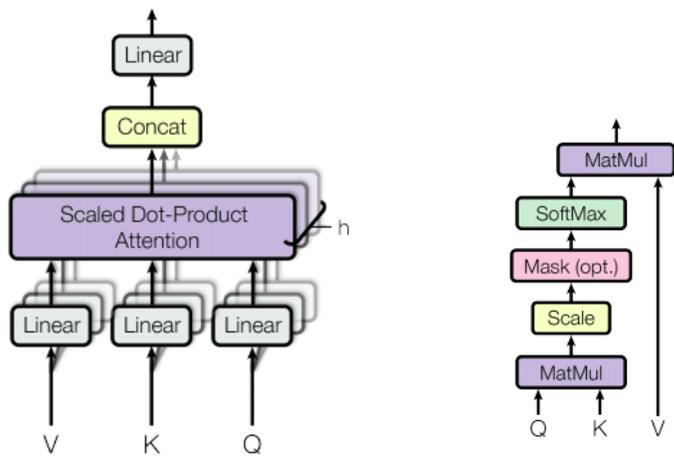 Linear
Concat
Scaled Dot-Product
Attention
h
Linear Linear Linear
V K Q
MatMul
SoftMax
Mask (opt.)
Scale
MatMul
Q K V